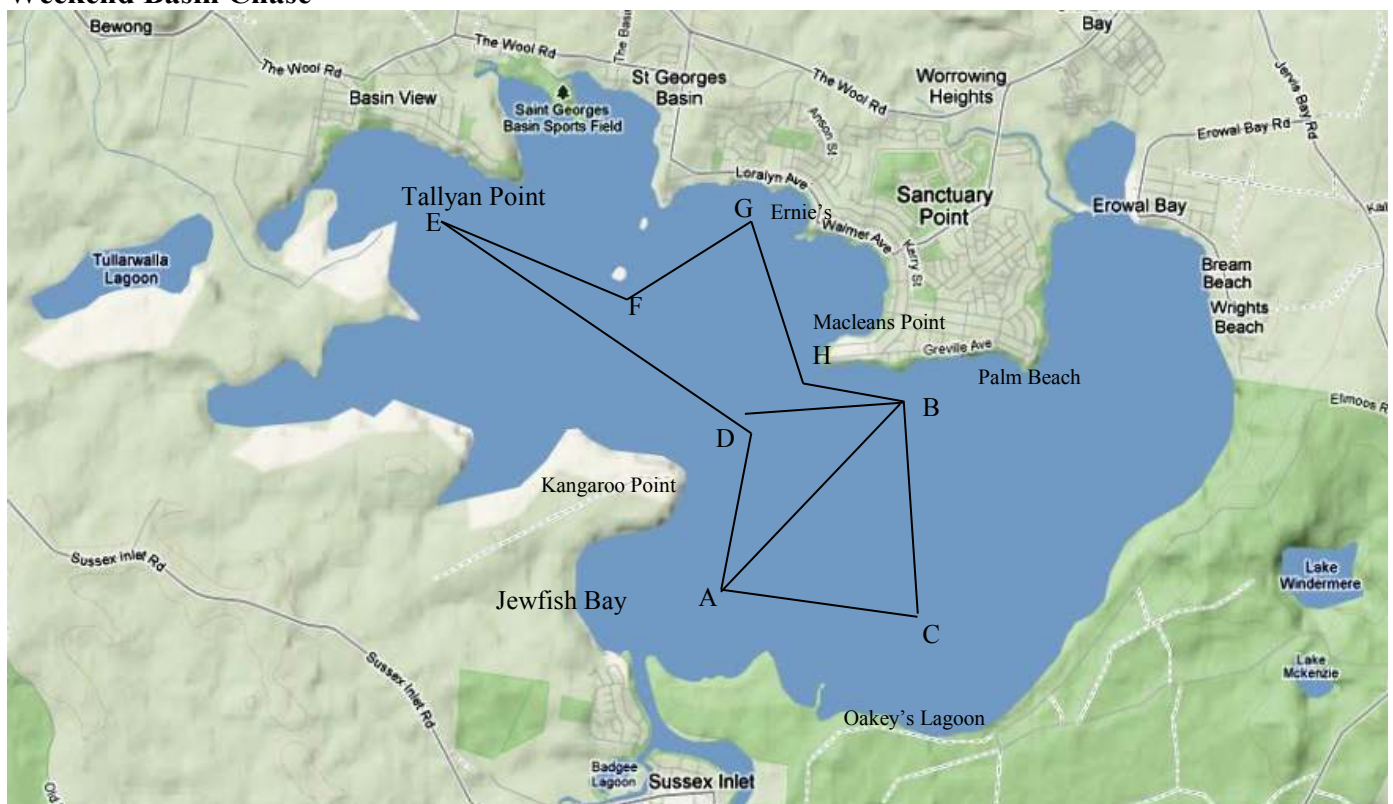 Weekend Basin Chase
Bewong
Bay
The Wool Rd
The Basin
The Wool Rd
St Georges
Basin
The Wool Rd
Worrowing
Heights
Jervis Bay Rd
Basin View
Saint Georges
Basin Sports Field
Anson St
Erowal Bay Rd
Loralyn Ave
Tallyan Point
E
G
Ernie's
Sanctuary
Point
Erowal Bay
Walmer Ave
Kerry St
Tullarwalla
Lagoon
Bream
Beach
Wrights
Beach
F
Macleans Point
H
Greville Ave
Palm Beach
B
D
Kangaroo Point
Sussex Inlet Rd
Jewfish Bay
A
C
Lake
Windermere
Lake
Mckenzie
Sussex Inlet Rd
Oakey's Lagoon
Badgee
Lagoon
Sussex Inlet
Old